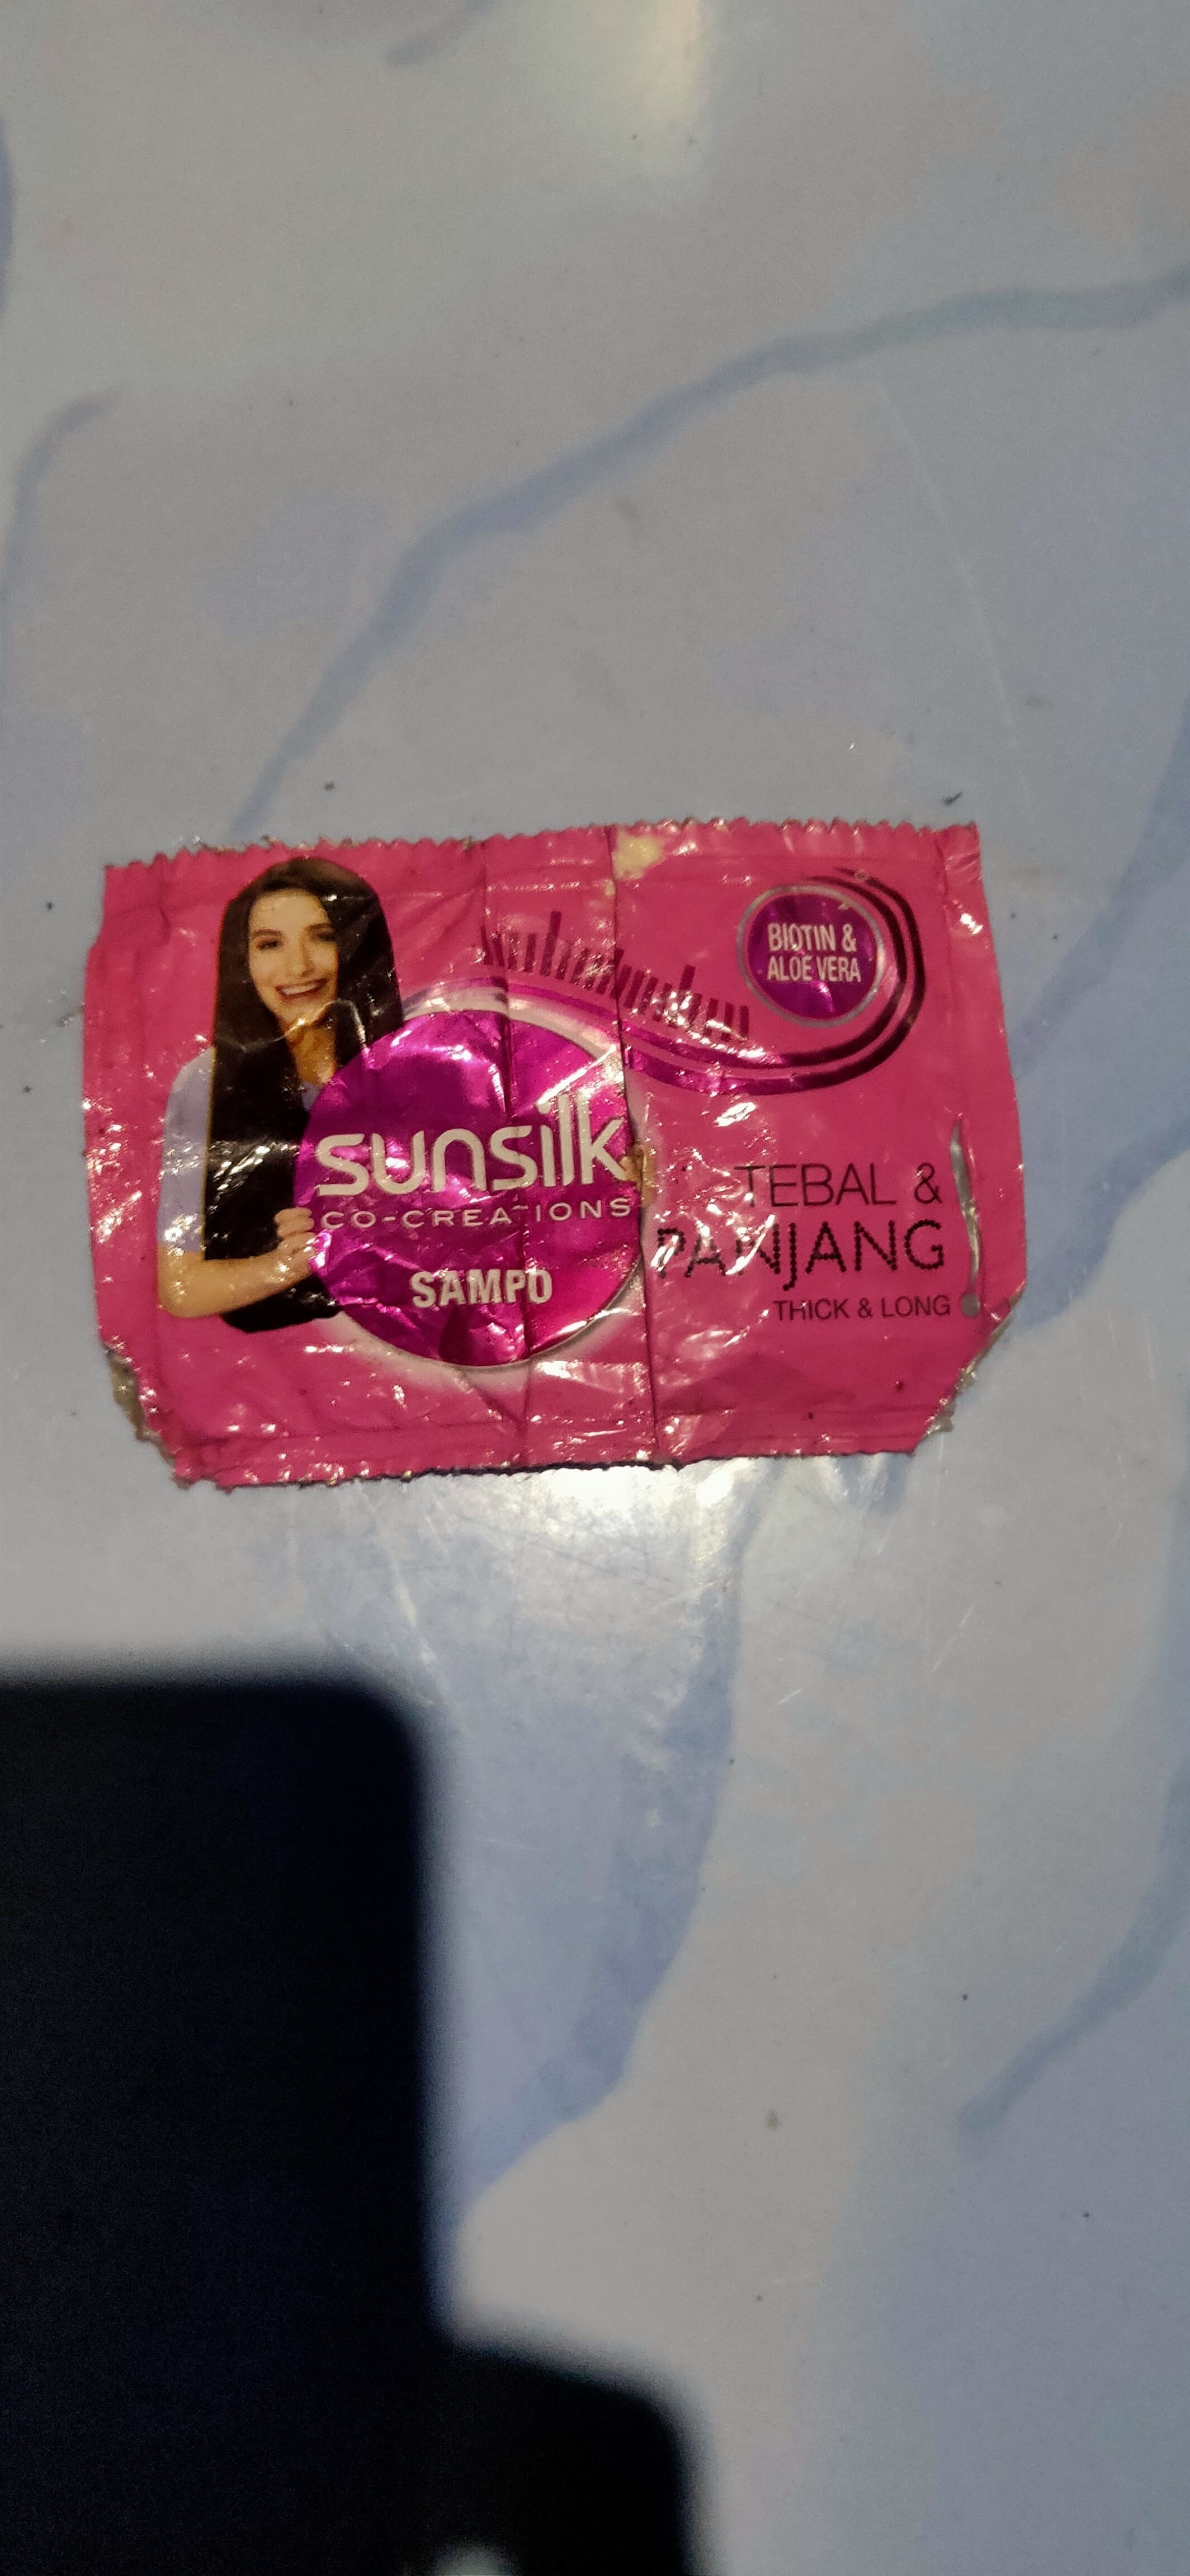 BIOTIN &
ALOE VERA
sunsilk
CO-CREATIONS
SAMPO
TEBAL &
PANJANG
THICK & LONG